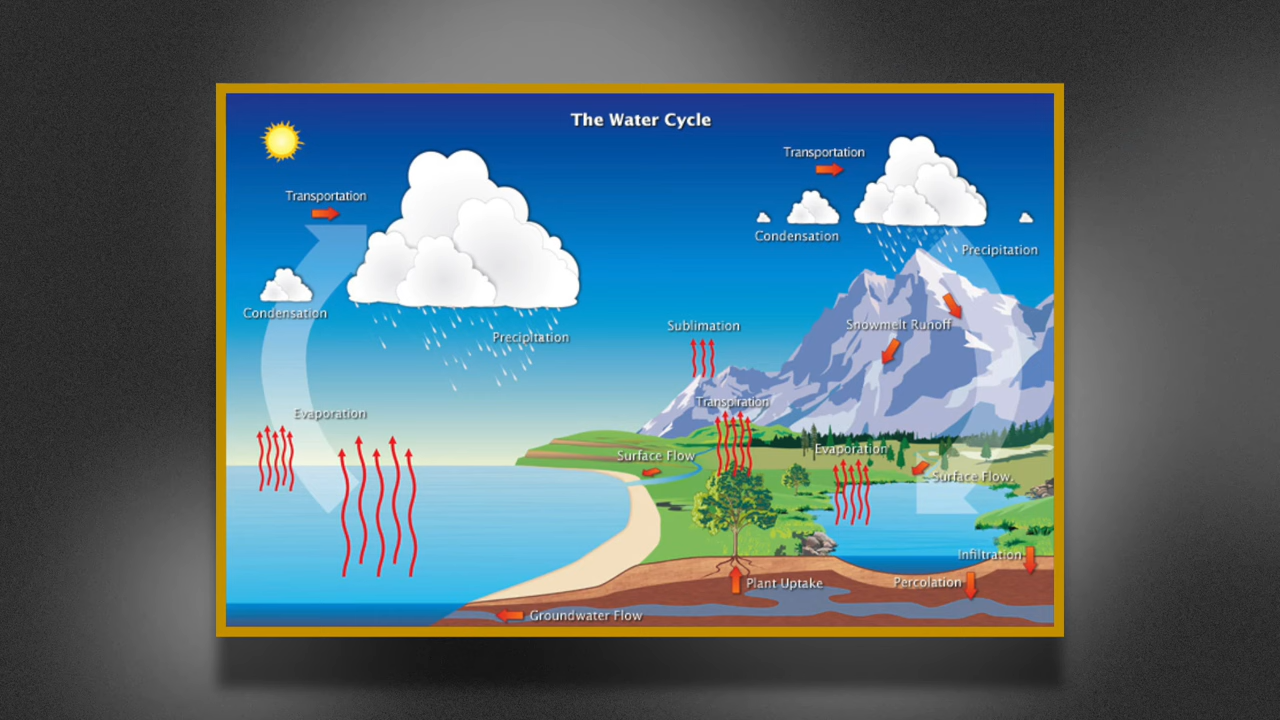 The Water Cycle
Transportation
Transportation
Condensation
Precipitation
Condensation
Precipitation
Sublimation
Snowmelt Runoff
Transpiration
Evaporation
Evaporation
Surface Flow
Surface Flow
Infiltration
Plant Uptake
Percolation
Groundwater Flow